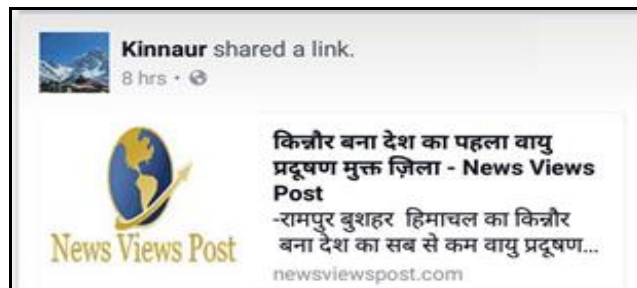 Kinnaur shared a link.
8 hrs •
किन्नौर बना देश का पहला वायु
प्रदूषण मुक्त ज़िला - News Views
Post
-रामपुर बुशहर हिमाचल का किन्नौर
बना देश का सब से कम वायु प्रदूषण...
newsviewspost.com
News Views Post